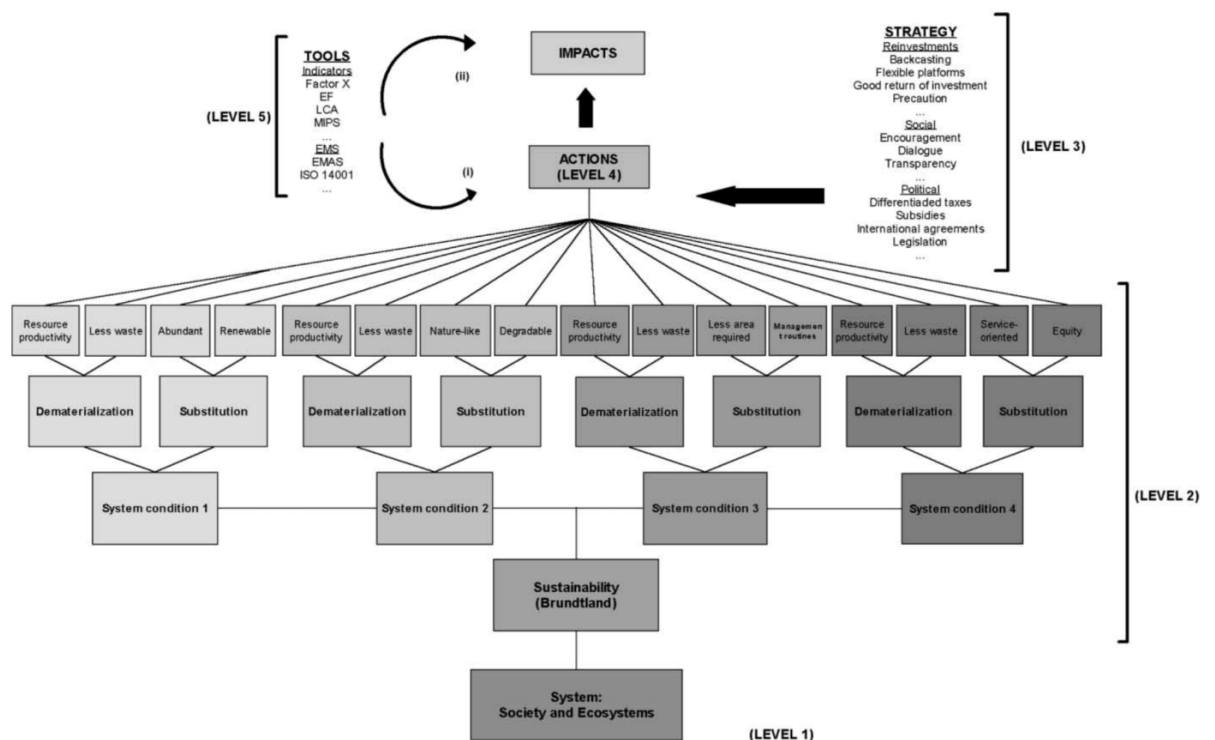 TOOLS
Indicators
Factor X
EF
LCA
MIPS
...
EMS
EMAS
ISO 14001
...
(LEVEL 5)
(ii)
(i)
IMPACTS
ACTIONS
(LEVEL 4)
STRATEGY
Reinvestments
Backcasting
Flexible platforms
Good return of investment
Precaution
...
Social
Encouragement
Dialogue
Transparency
...
Political
Differentiaded taxes
Subsidies
International agreements
Legislation
...
(LEVEL 3)
Resource
productivity
Less waste
Abundant
Renewable
Resource
productivity
Less waste
Nature-like
Degradable
Resource
productivity
Less waste
Less area
required
Managemen
t routines
Resource
productivity
Less waste
Service-
oriented
Equity
Dematerialization
Substitution
Dematerialization
Substitution
Dematerialization
Substitution
Dematerialization
Substitution
System condition 1
System condition 2
System condition 3
System condition 4
(LEVEL 2)
Sustainability
(Brundtland)
System:
Society and Ecosystems
(LEVEL 1)